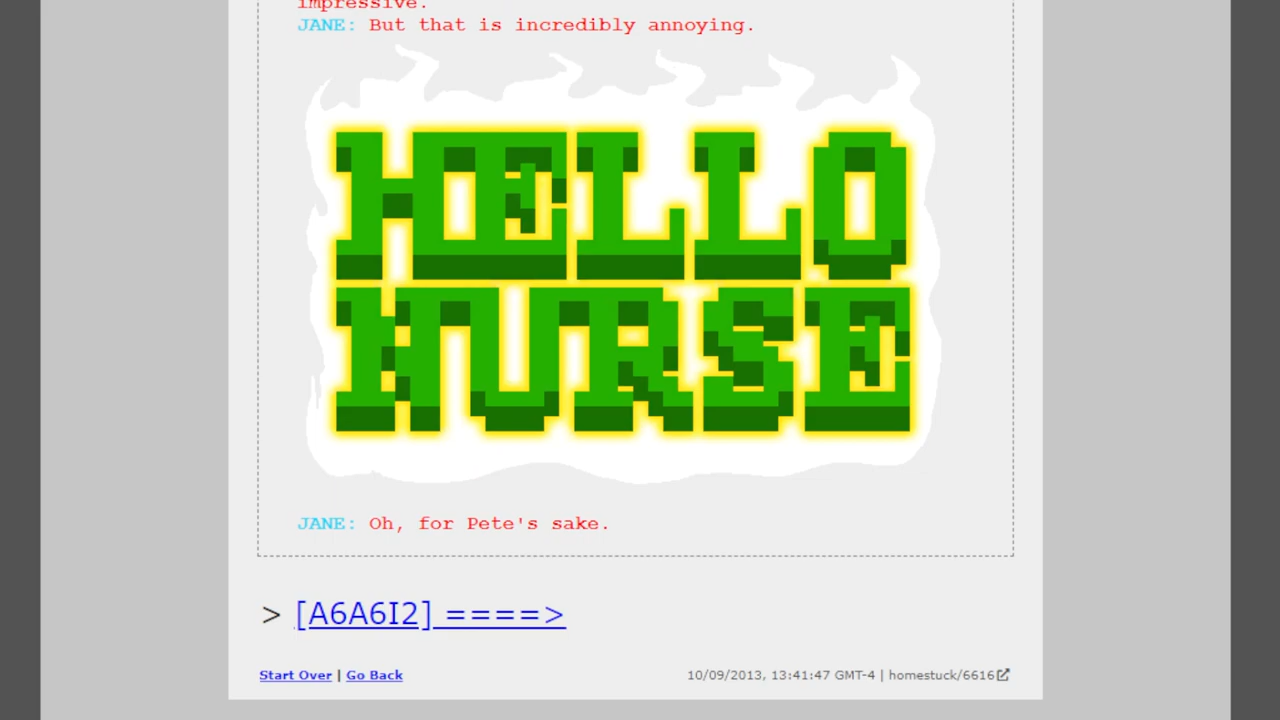 impressive.
JANE: But that is incredibly annoying.
HELLO
NURSE
JANE: Oh, for Pete's sake.
> [A6A6I2] ====>
Start Over | Go Back
10/09/2013, 13:41:47 GMT-4 | homestuck/6616